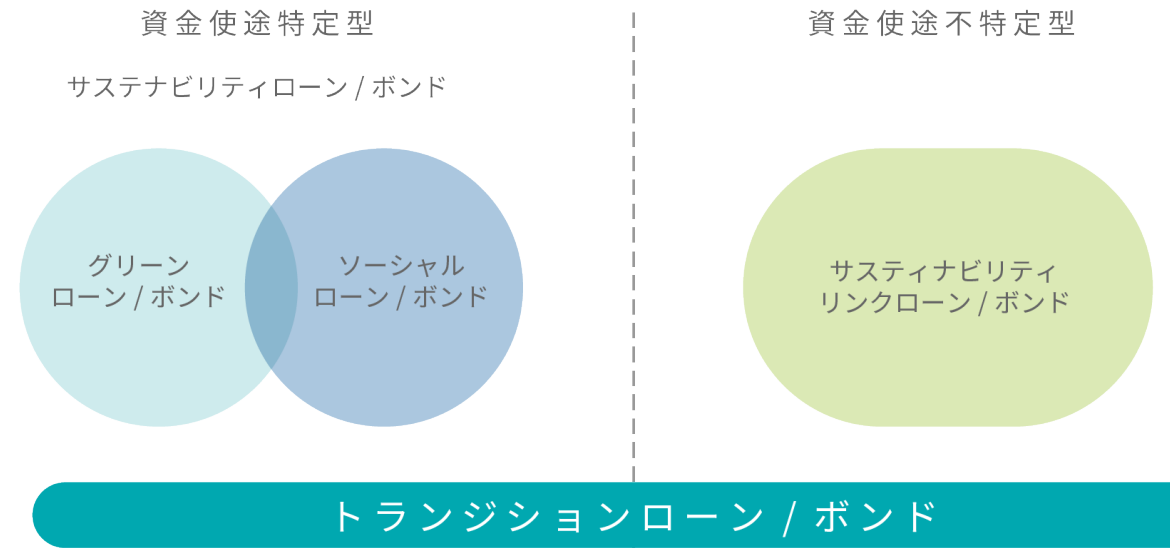 資金使途特定型
資金使途不特定型
サステナビリティローン / ボンド
グリーン
ローン / ボンド
ソーシャル
ローン / ボンド
サスティナビリティ
リンクローン / ボンド
トランジションローン / ボンド